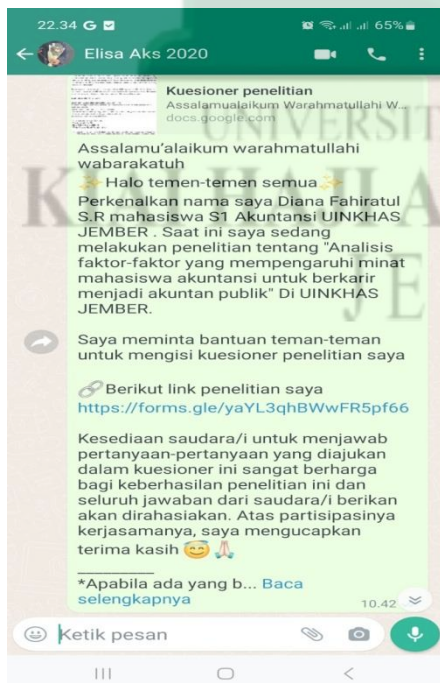 22.34 G
65%
Elisa Aks 2020
Kuesioner penelitian
Assalamualaikum Warahmatullahi W...
docs.google.com
UNIVERSIT
KIAI HAJI A
JE
Assalamu'alaikum warahmatullahi
wabarakatuh
✨Halo temen-temen semua✨
Perkenalkan nama saya Diana Fahiratul
S.R mahasiswa S1 Akuntansi UINKHAS
JEMBER . Saat ini saya sedang
melakukan penelitian tentang "Analisis
faktor-faktor yang mempengaruhi minat
mahasiswa akuntansi untuk berkarir
menjadi akuntan publik" Di UINKHAS
JEMBER.
Saya meminta bantuan teman-teman
untuk mengisi kuesioner penelitian saya
🔗Berikut link penelitian saya
https://forms.gle/yaYL3qhBWwFR5pf66
Kesediaan saudara/i untuk menjawab
pertanyaan-pertanyaan yang diajukan
dalam kuesioner ini sangat berharga
bagi keberhasilan penelitian ini dan
seluruh jawaban dari saudara/i berikan
akan dirahasiakan. Atas partisipasinya
kerjasamanya, saya mengucapkan
terima kasih 😇🙏🏻
__________
*Apabila ada yang b... Baca
selengkapnya
10.42
Ketik pesan